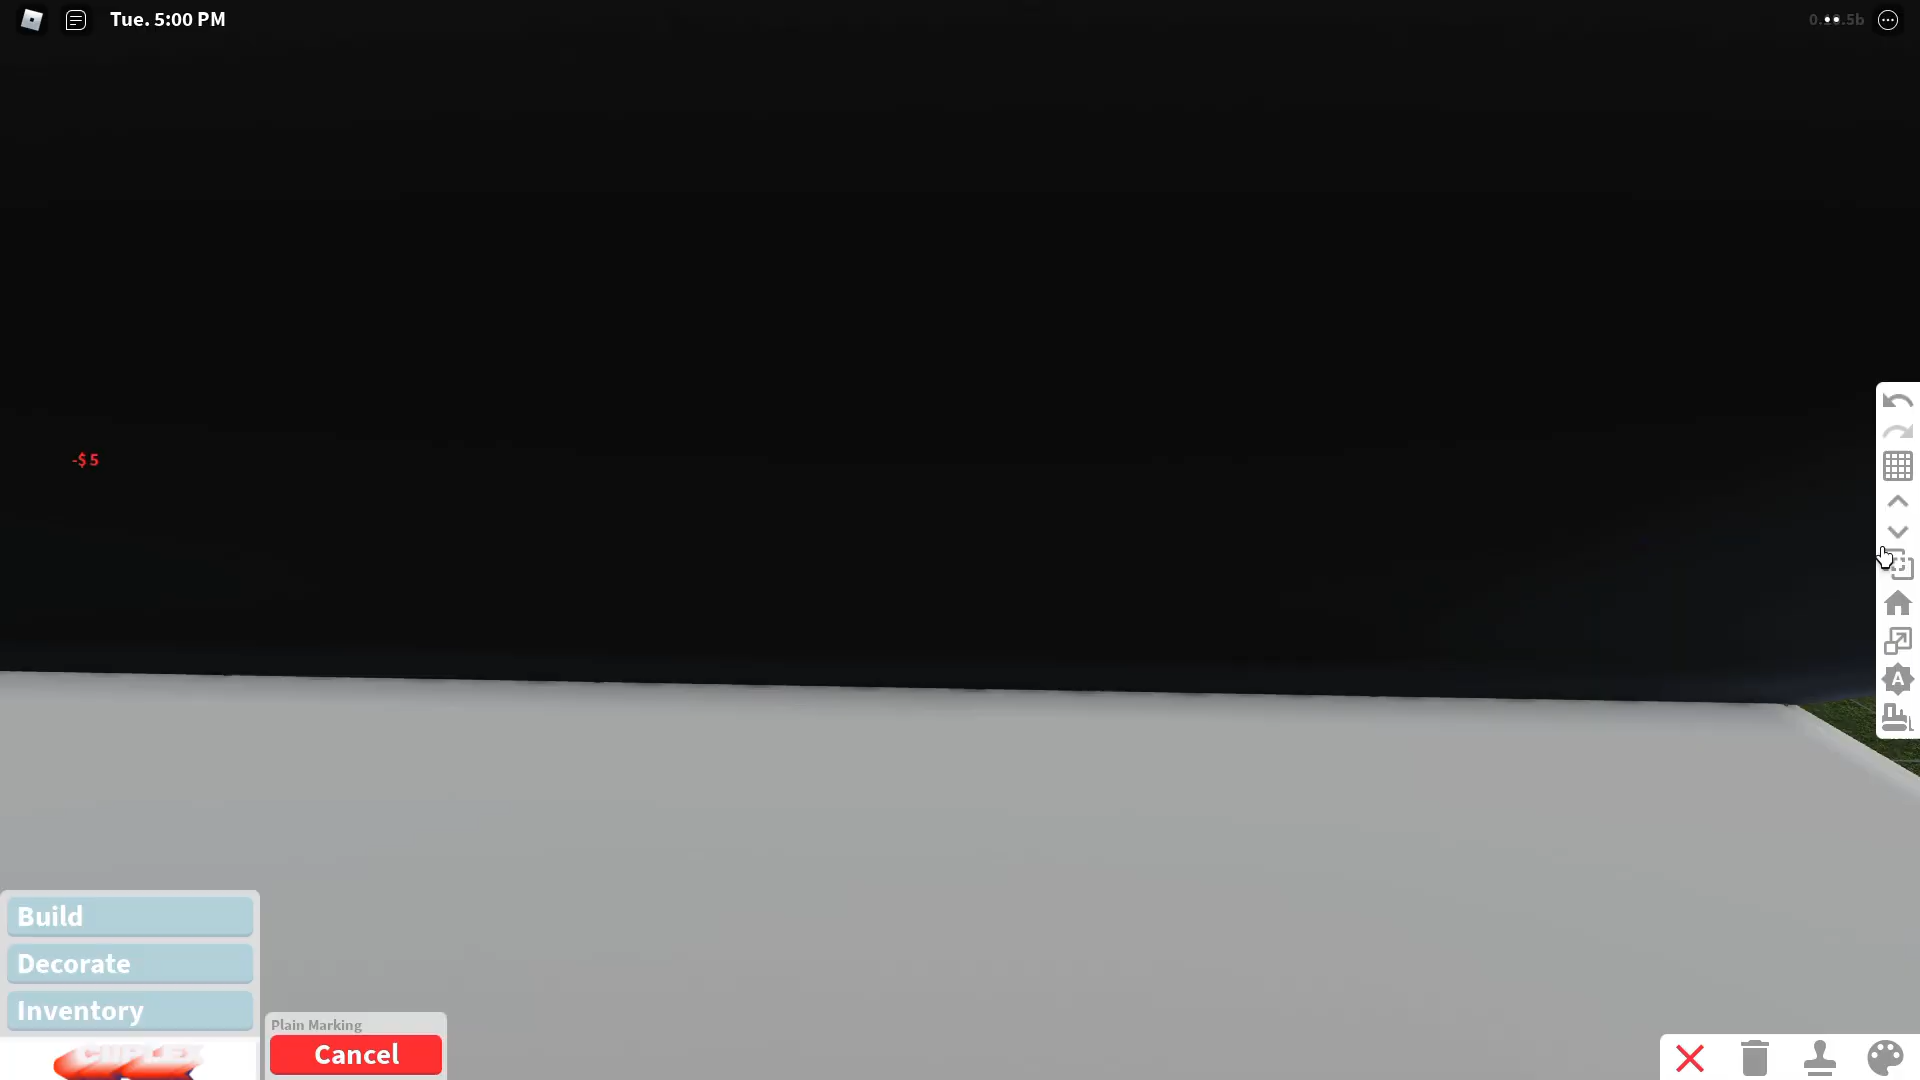 Tue. 5:00 PM
-$ 5
A
Build
Decorate
Inventory
Plain Marking
Cancel